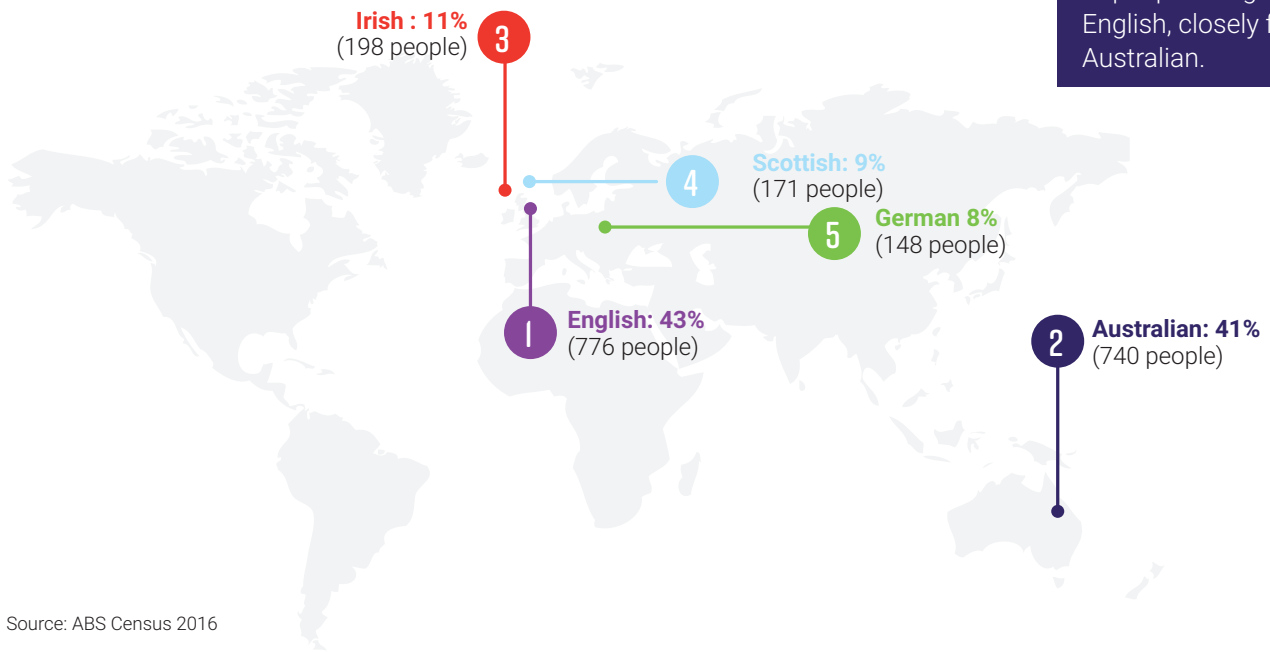 Irish : 11%
(198 people)
3
English, closely
Australian.
4
Scottish: 9%
(171 people)
5
German 8%
(148 people)
1
English: 43%
(776 people)
2
Australian: 41%
(740 people)
Source: ABS Census 2016